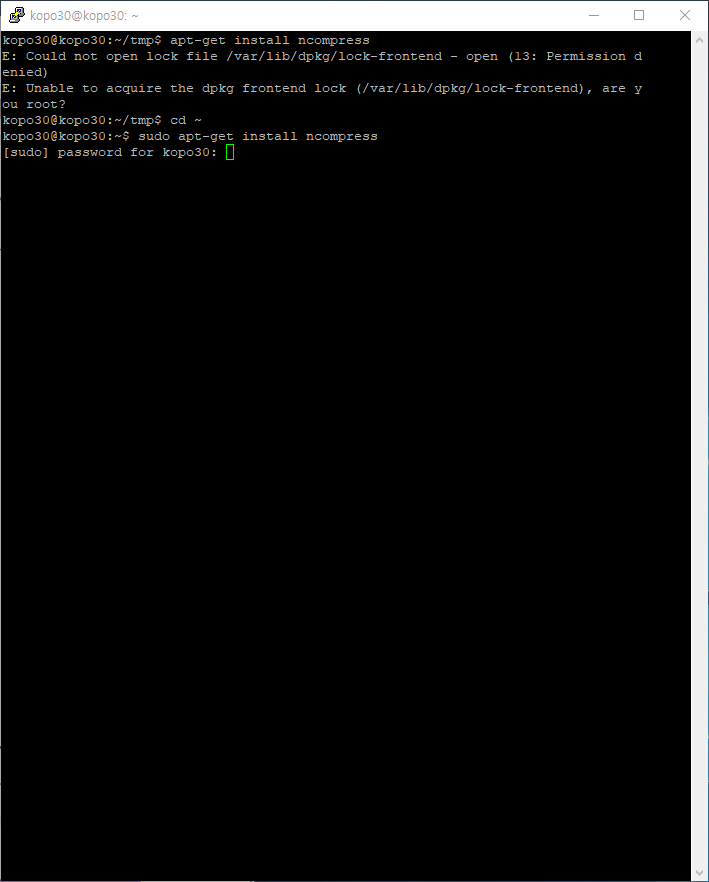 kopo30@kopo30: ~
kopo30@kopo30:~/tmp$ apt-get install ncompress
E: Could not open lock file /var/lib/dpkg/lock-frontend - open (13: Permission d
enied)
E: Unable to acquire the dpkg frontend lock (/var/lib/dpkg/lock-frontend), are y
ou root?
kopo30@kopo30:~/tmp$ cd ~
kopo30@kopo30:~$ sudo apt-get install ncompress
[sudo] password for kopo30: